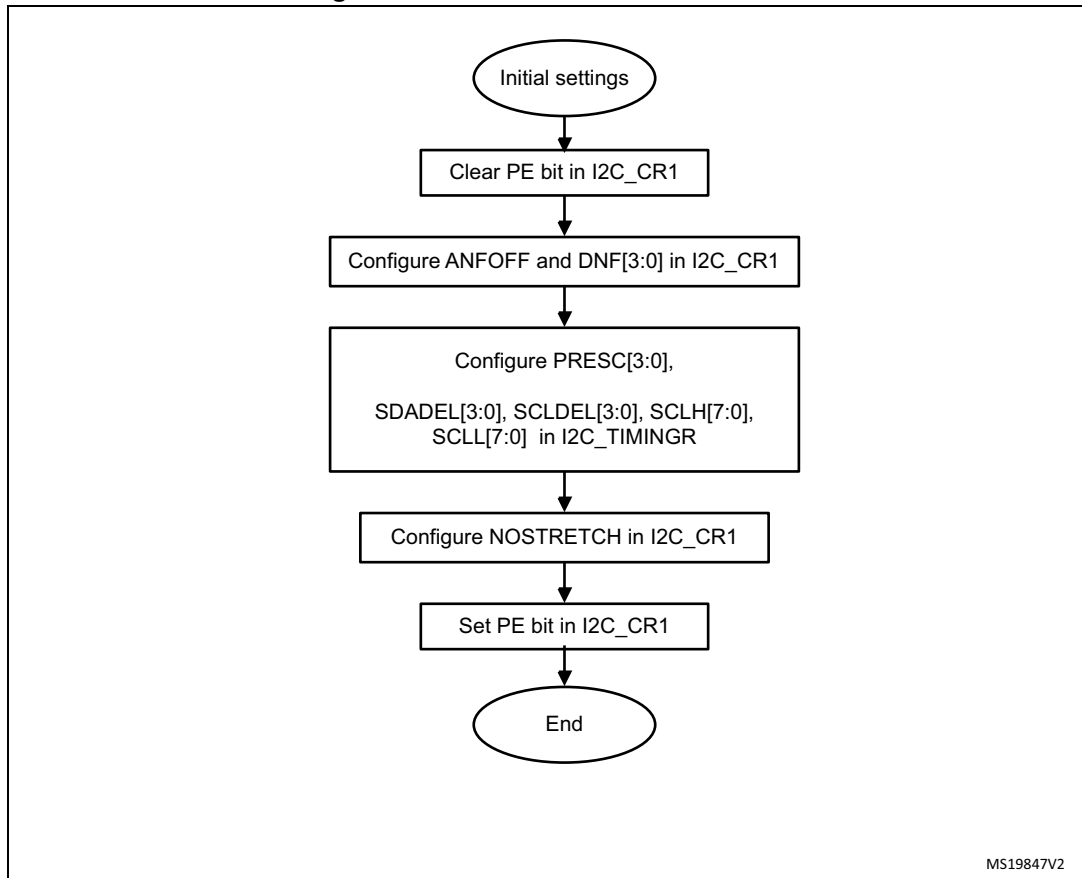 Initial settings
Clear PE bit in I2C_CR1
Configure ANFOFF and DNF[3:0] in I2C_CR1
Configure PRESC[3:0],
SDADEL[3:0], SCLDEL[3:0], SCLH[7:0],
SCLL[7:0] in I2C_TIMINGR
Configure NOSTRETCH in I2C_CR1
Set PE bit in I2C_CR1
End
MS19847V2